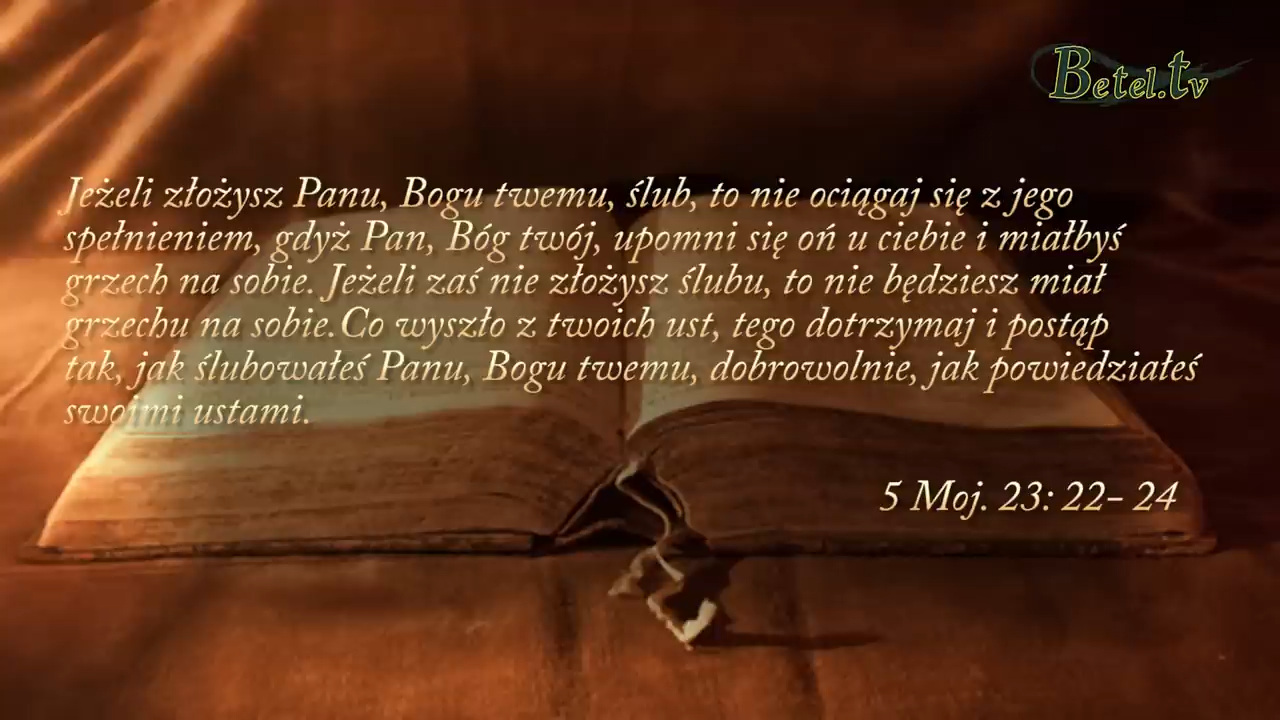 Betel.tv
Jeżeli złożysz Panu, Bogu twemu, ślub, to nie ociągaj się z jego
spełnieniem, gdyż Pan, Bóg twój, upomni się oń u ciebie i miałbyś
grzech na sobie. Jeżeli zaś nie złożysz ślubu, to nie będziesz miał
grzechu na sobie.Co wyszło z twoich ust, tego dotrzymaj i postąp
tak, jak ślubowałeś Panu, Bogu twemu, dobrowolnie, jak powiedziałeś
swoimi ustami.
5 Moj. 23: 22- 24